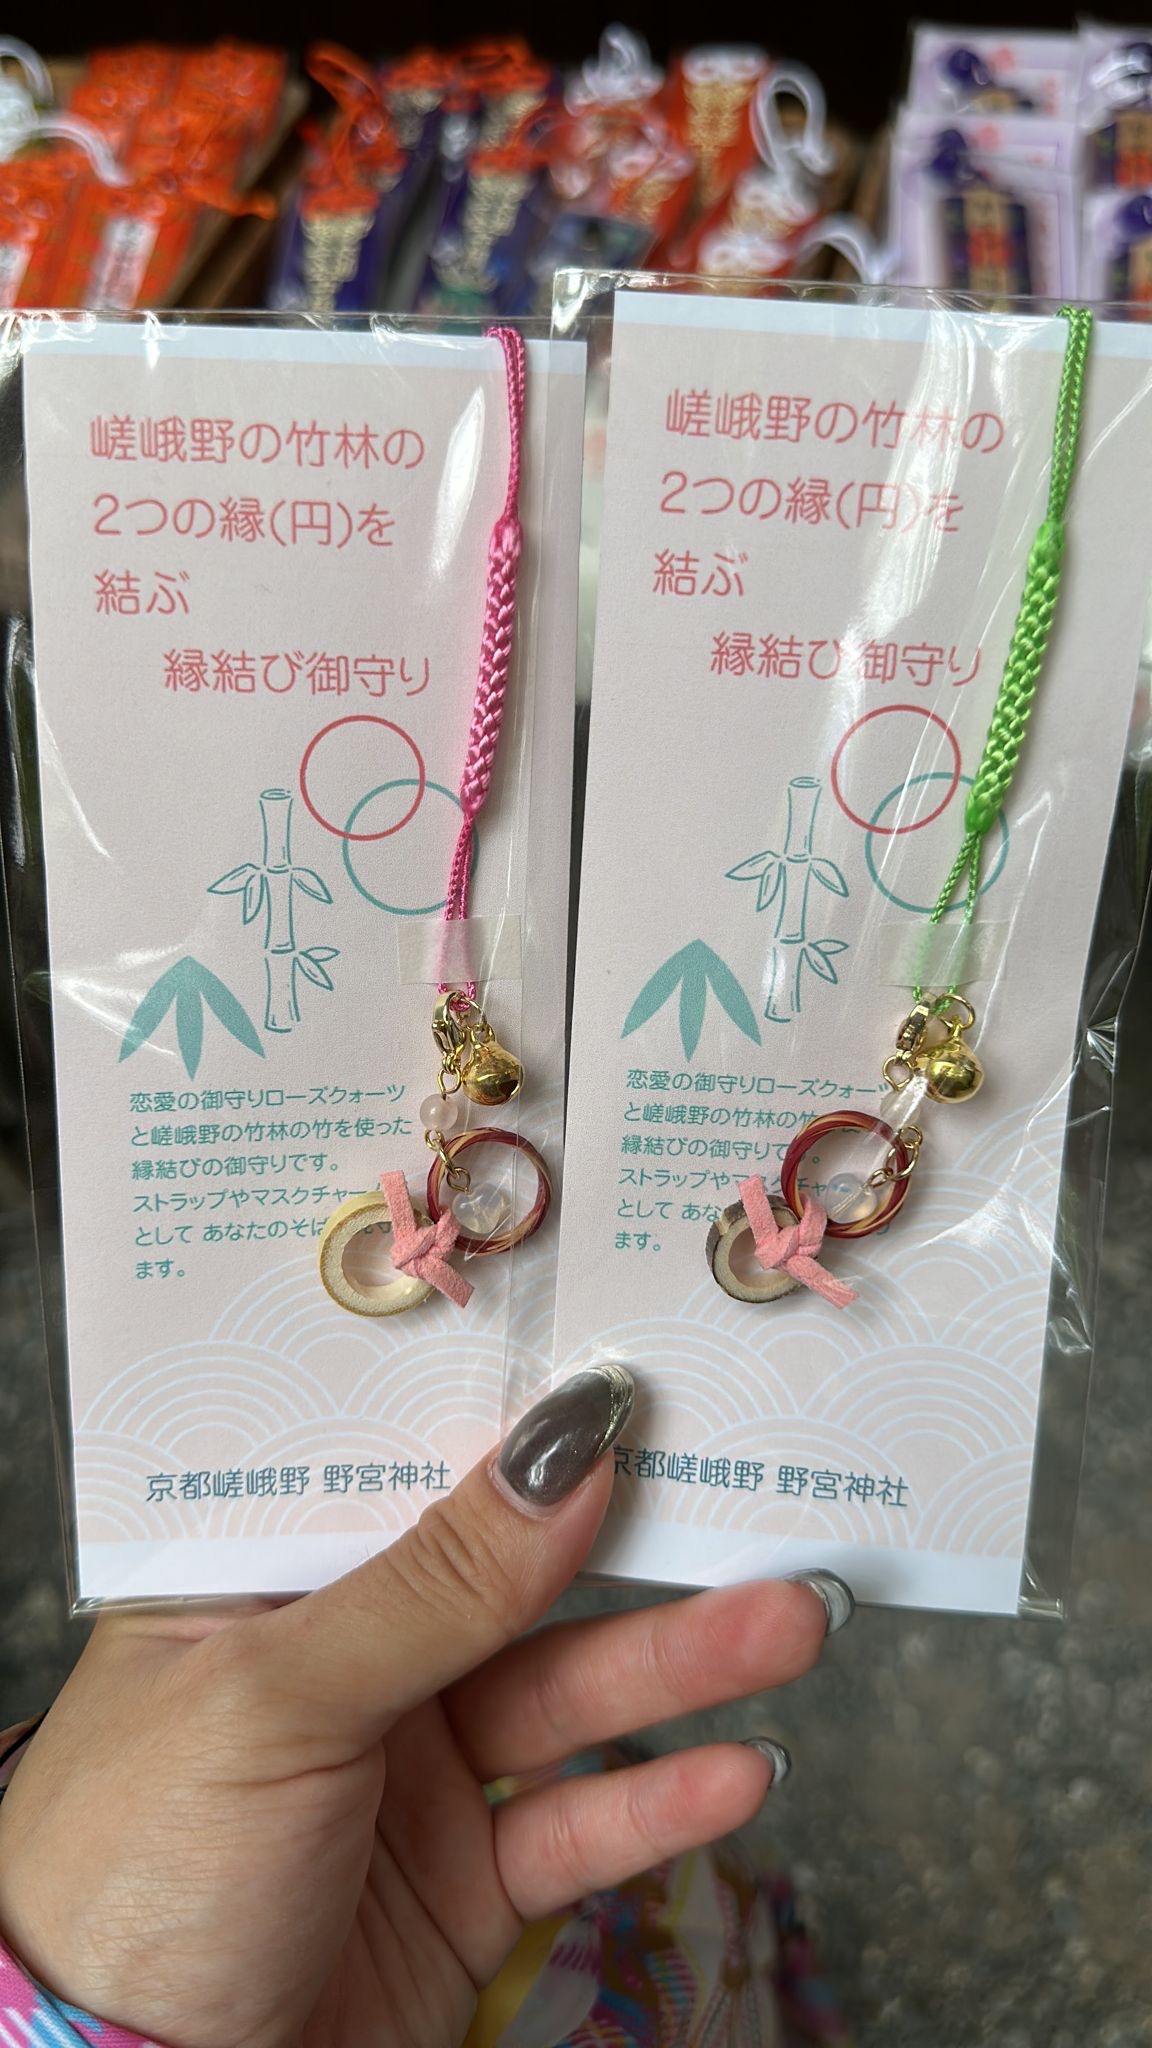 嵯峨野の竹林の
2つの縁(円)を
結ぶ
縁結び御守り
恋愛の御守りローズクォーツ
と嵯峨野の竹林の竹を使った
縁結びの御守りです。
ストラップやマスクチャーム
として あなたのそば
ます。
京都嵯峨野 野宮神社
嵯峨野の竹林の
2つの縁(円)を
結ぶ
縁結び御守り
恋愛の御守りローズクォーツ
と嵯峨野の竹林の竹
縁結びの御守りです。
ストラップやマスクチャ
として あな
ます。
京都嵯峨野 野宮神社